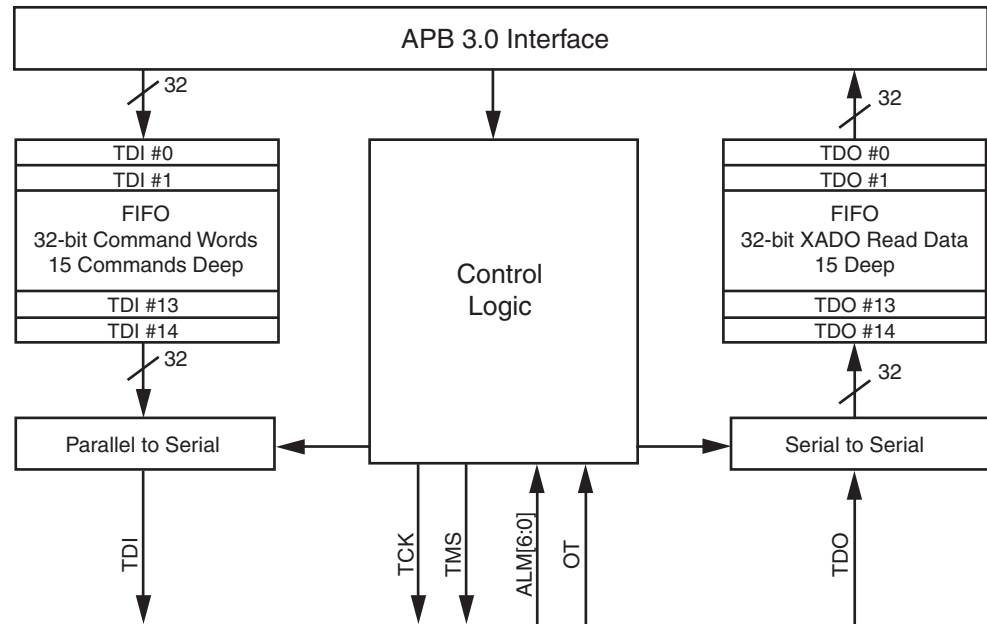 APB 3.0 Interface
32
32
TDI #0
TDI #1
FIFO
32-bit Command Words
15 Commands Deep
TDI #13
TDI #14
32
Parallel to Serial
TDI
Control
Logic
TCK
TMS
ALM[6:0]
OT
TDO #0
TDO #1
FIFO
32-bit XADO Read Data
15 Deep
TDO #13
TDO #14
32
Serial to Serial
TDO